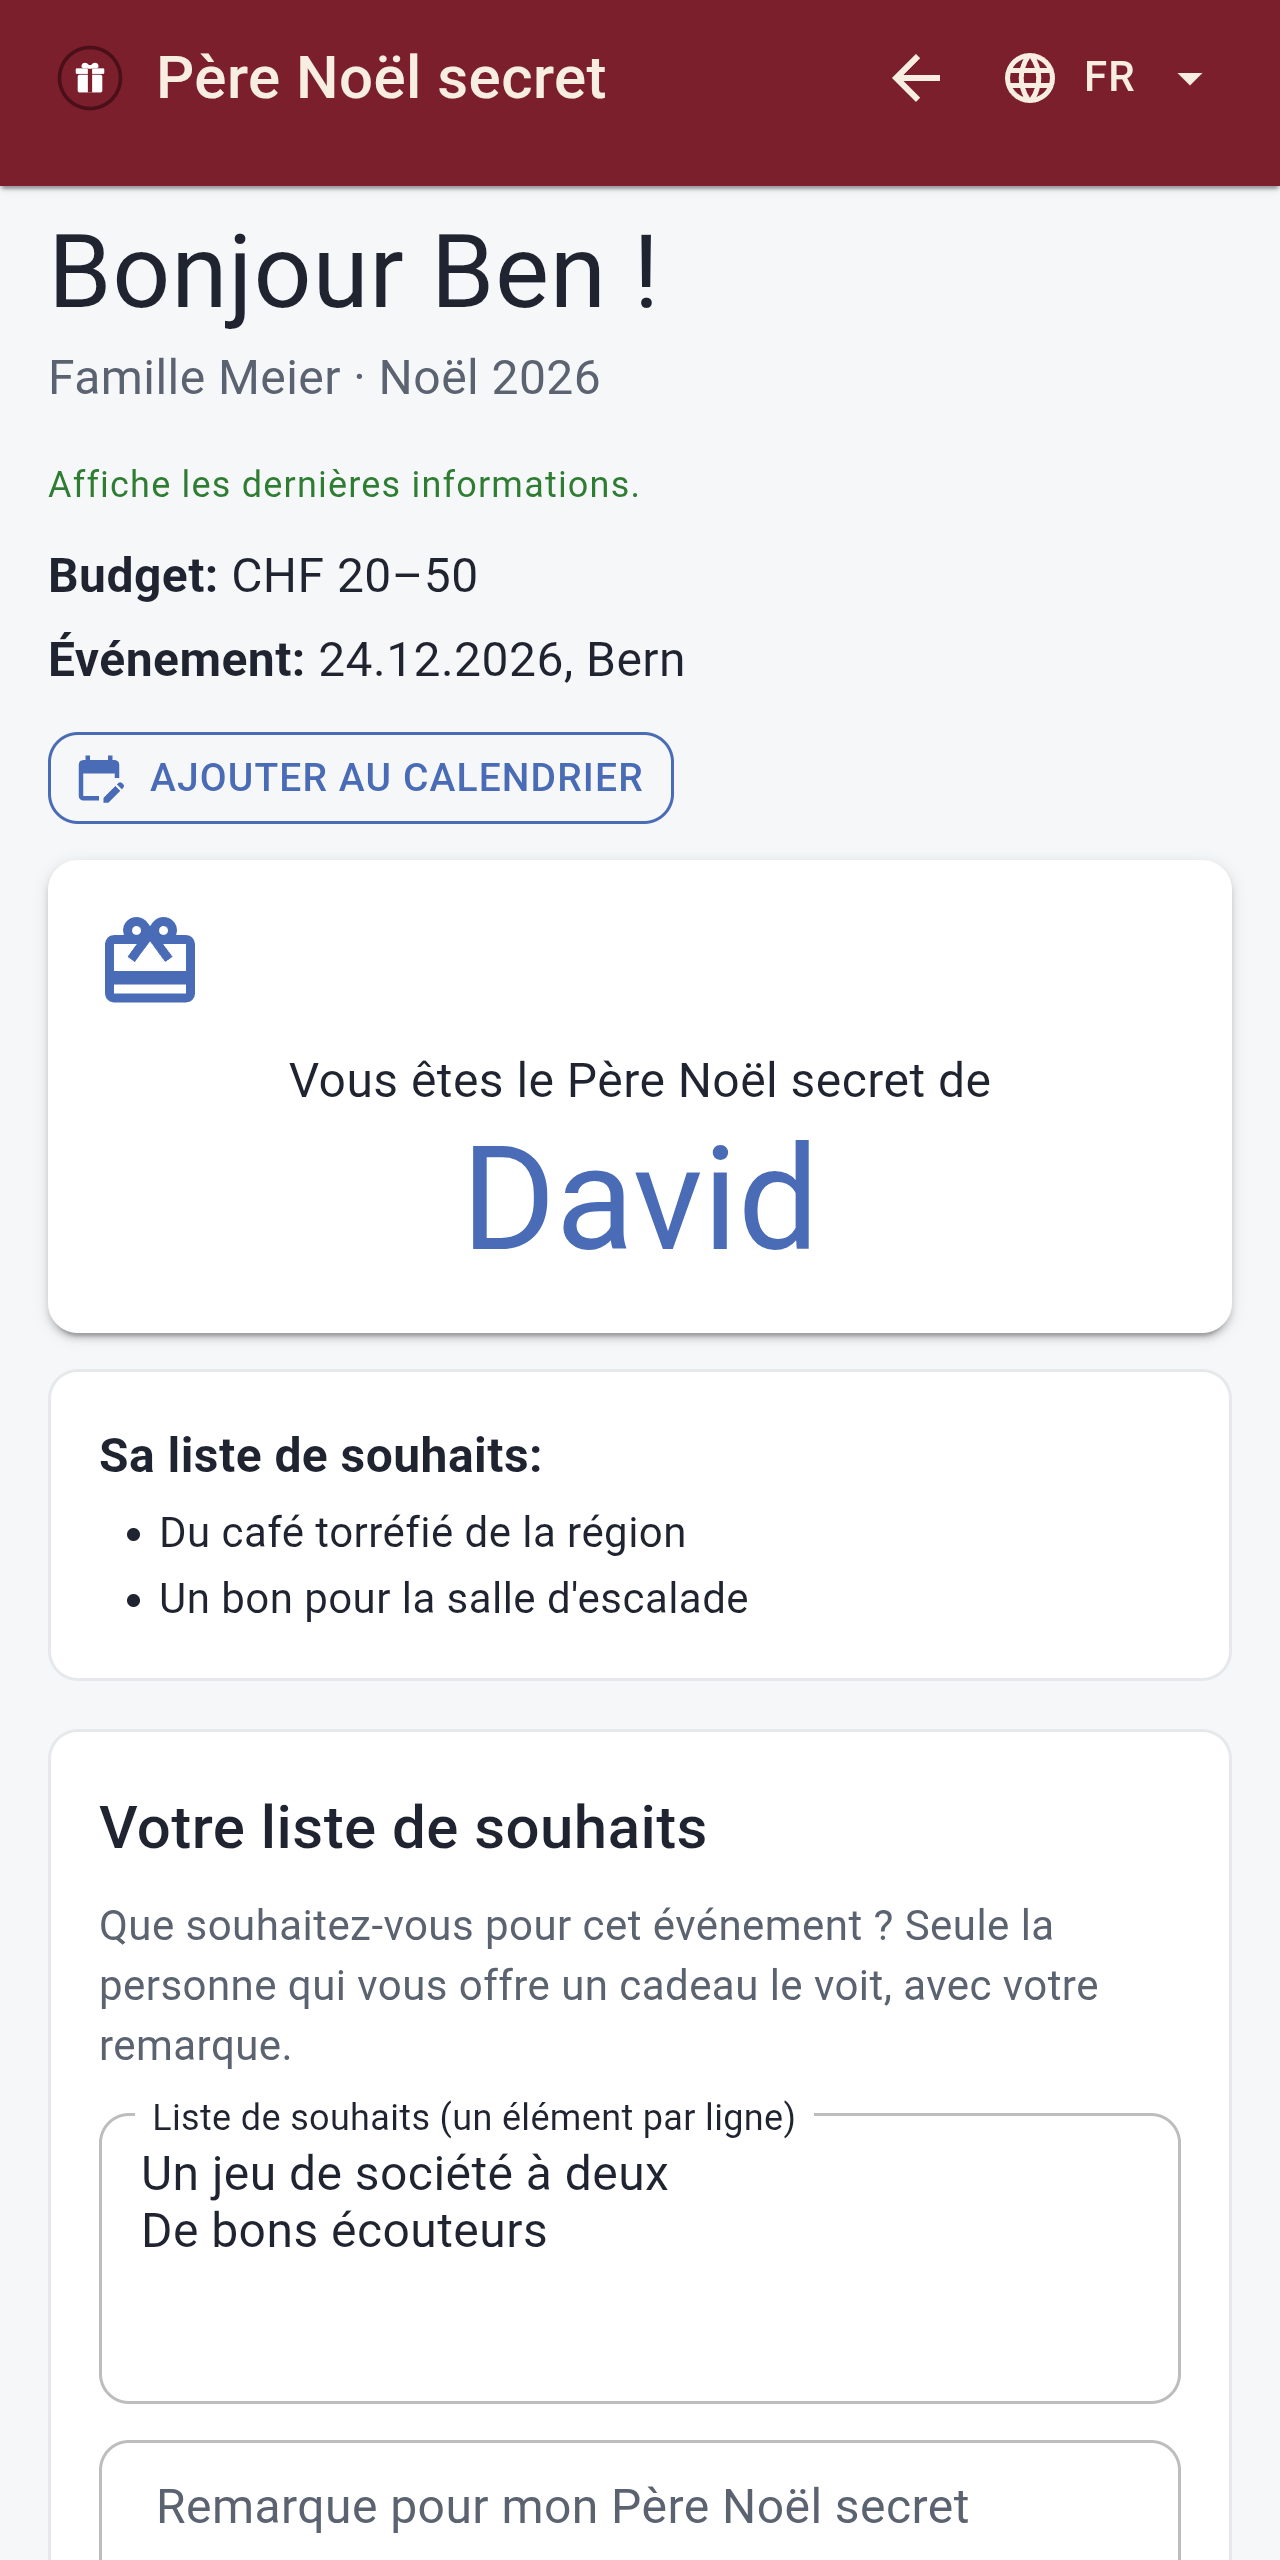 Père Noël secret
FR
Bonjour Ben !
Famille Meier · Noël 2026
Affiche les dernières informations.
Budget: CHF 20–50
Événement: 24.12.2026, Bern
AJOUTER AU CALENDRIER
Vous êtes le Père Noël secret de
David
Sa liste de souhaits:
• Du café torréfié de la région
• Un bon pour la salle d'escalade
Votre liste de souhaits
Que souhaitez-vous pour cet événement ? Seule la
personne qui vous offre un cadeau le voit, avec votre
remarque.
Liste de souhaits (un élément par ligne)
Un jeu de société à deux
De bons écouteurs
Remarque pour mon Père Noël secret